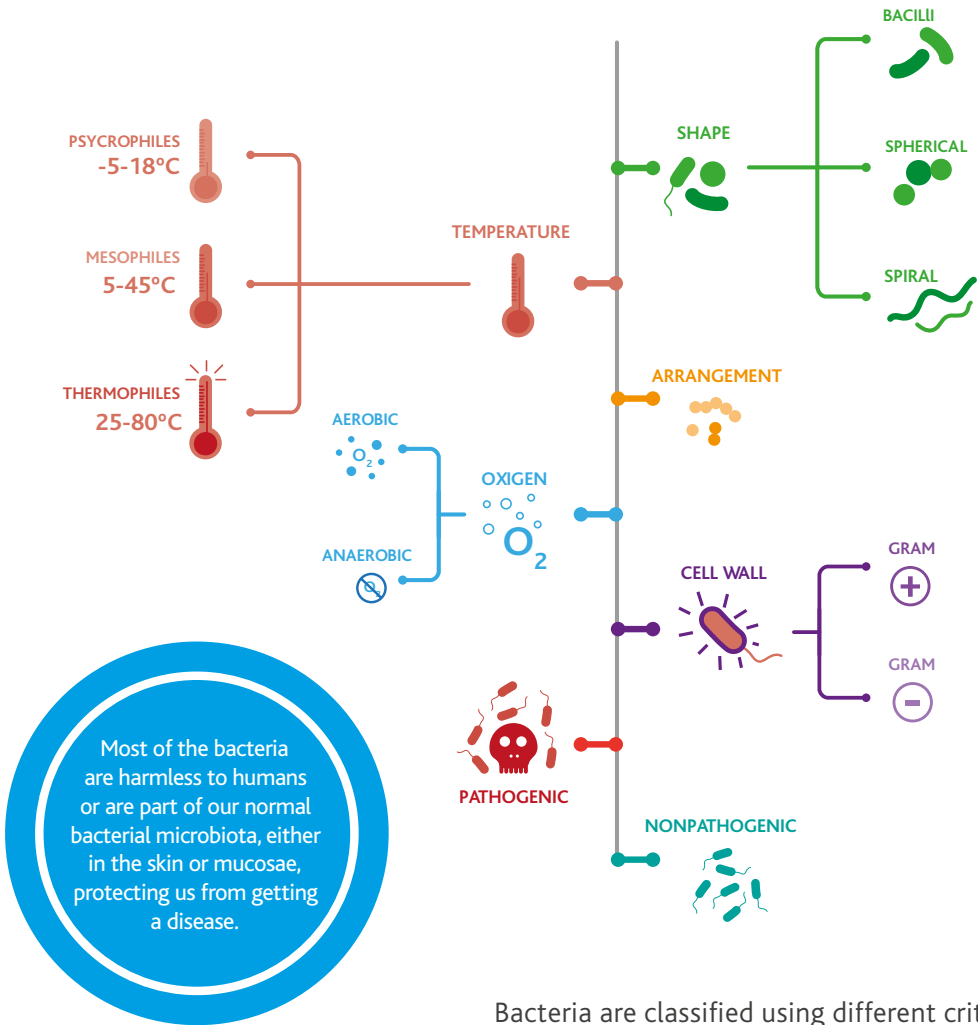 BACILlI
SHAPE
SPHERICAL
PSYCROPHILES
-5-18ºC
TEMPERATURE
MESOPHILES
5-45ºC
SPIRAL
THERMOPHILES
25-80ºC
ARRANGEMENT
AEROBIC
O2
OXIGEN
O2
ANAEROBIC
CELL WALL
GRAM
+
GRAM
-
PATHOGENIC
NONPATHOGENIC
Most of the bacteria
are harmless to humans
or are part of our normal
bacterial microbiota, either
in the skin or mucosae,
protecting us from getting
a disease.
Bacteria are classified using different